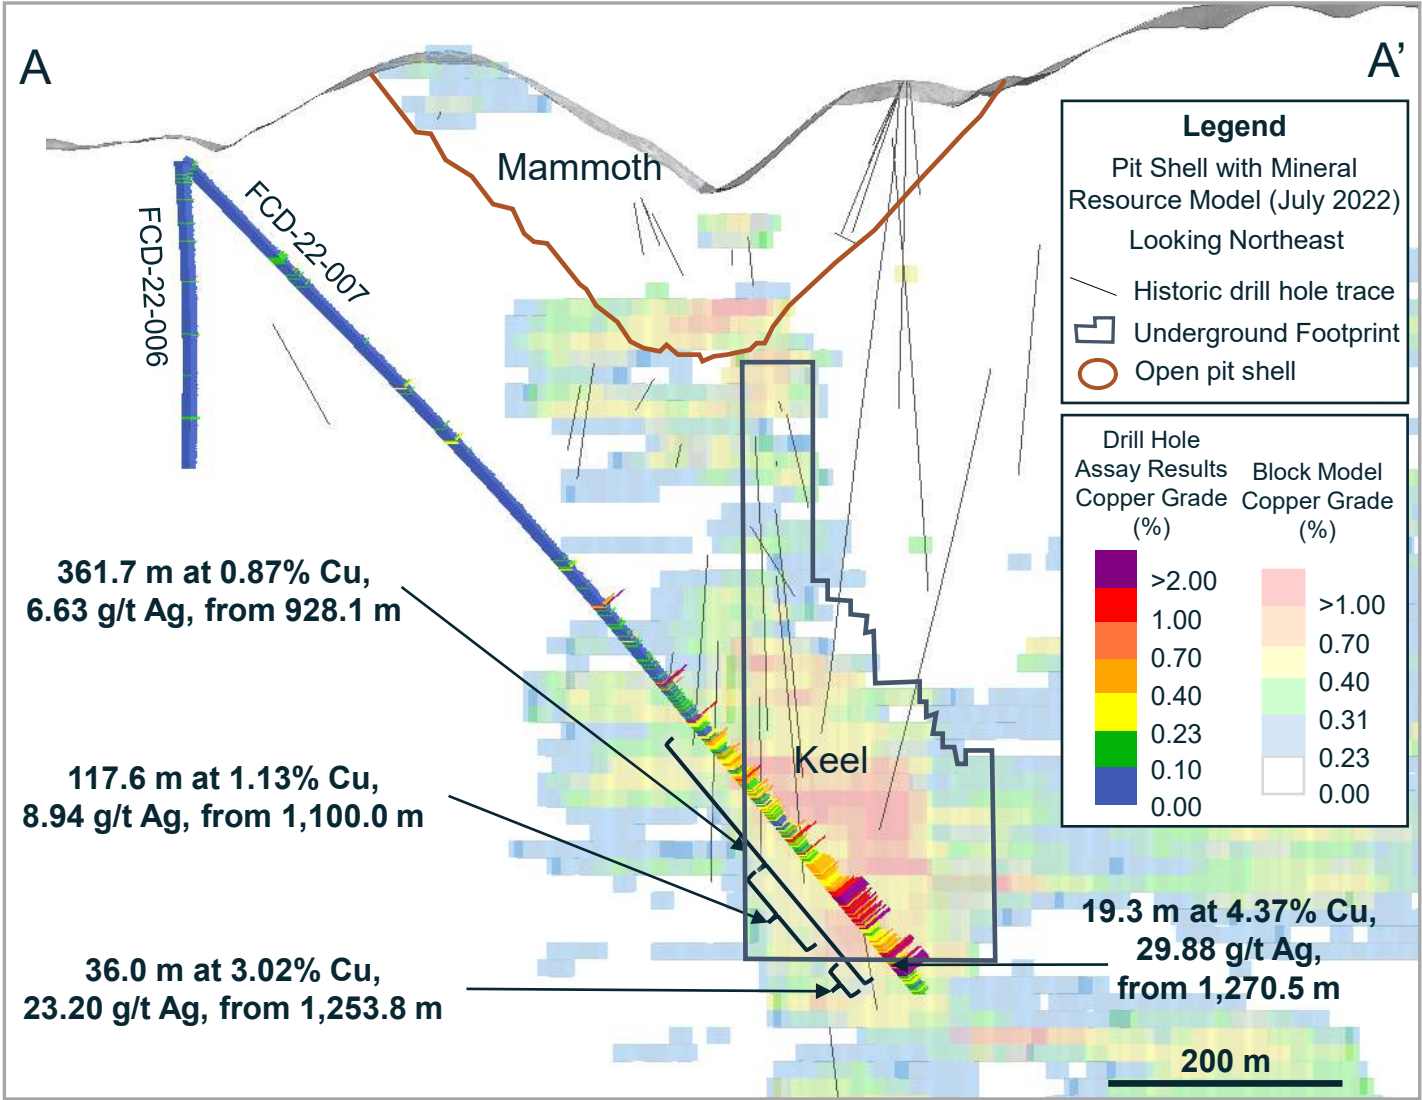 A
A’
Mammoth
FCD-22-006
FCD-22-007
Keel
361.7 m at 0.87% Cu,
6.63 g/t Ag, from 928.1 m
117.6 m at 1.13% Cu,
8.94 g/t Ag, from 1,100.0 m
36.0 m at 3.02% Cu,
23.20 g/t Ag, from 1,253.8 m
19.3 m at 4.37% Cu,
29.88 g/t Ag,
from 1,270.5 m
200 m
Legend
Pit Shell with Mineral
Resource Model (July 2022)
Looking Northeast
Historic drill hole trace
Underground Footprint
Open pit shell
Drill Hole
Assay Results
Copper Grade
(%)
>2.00
1.00
0.70
0.40
0.23
0.10
0.00
Block Model
Copper Grade
(%)
>1.00
0.70
0.40
0.31
0.23
0.00